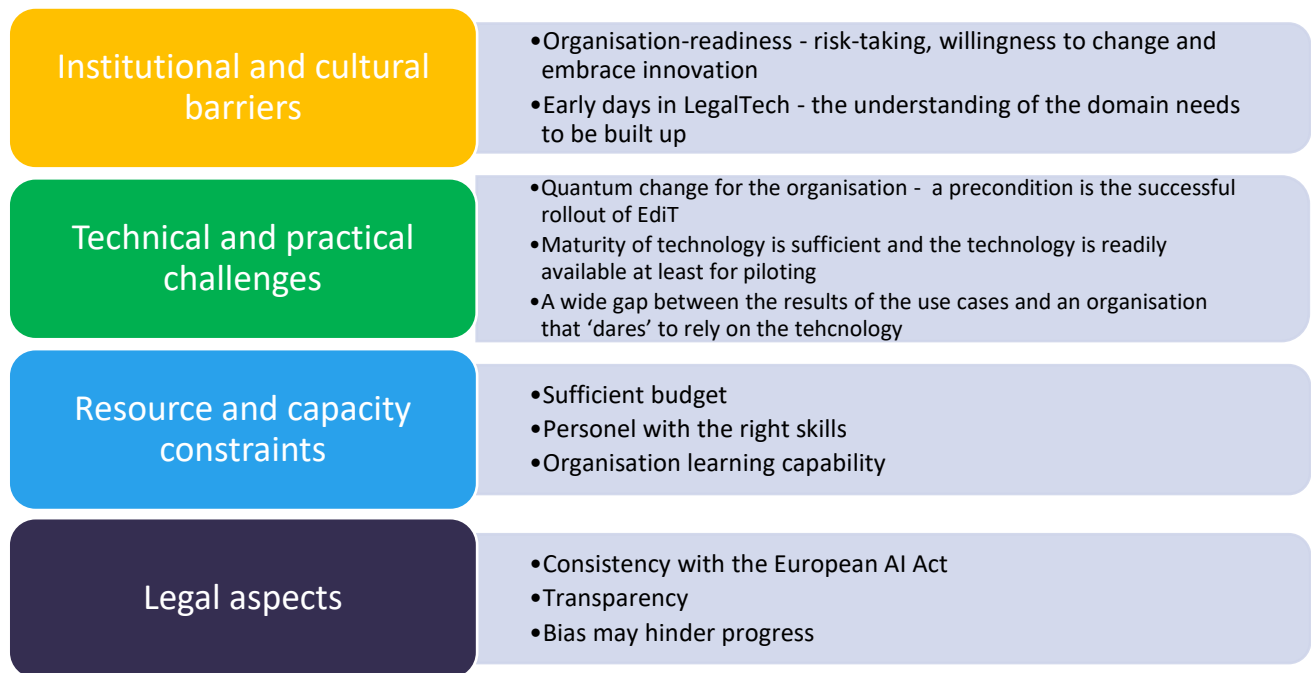 Institutional and cultural
barriers
•Organisation-readiness - risk-taking, willingness to change and
embrace innovation
•Early days in LegalTech - the understanding of the domain needs
to be built up
Technical and practical
challenges
•Quantum change for the organisation -  a precondition is the successful
rollout of EdiT
•Maturity of technology is sufficient and the technology is readily
available at least for piloting
•A wide gap between the results of the use cases and an organisation
that ‘dares’ to rely on the tehcnology
Resource and capacity
constraints
•Sufficient budget
•Personel with the right skills
•Organisation learning capability
Legal aspects
•Consistency with the European AI Act
•Transparency
•Bias may hinder progress